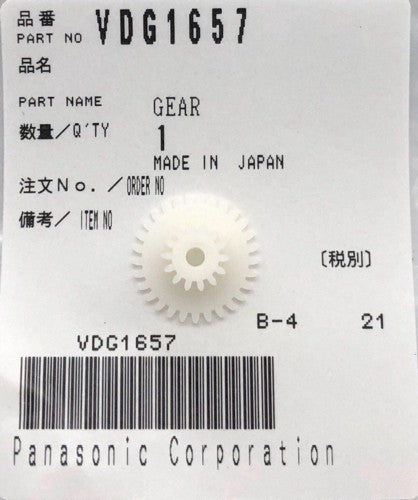 品番
PART NO VDG1657
品名
PART NAME GEAR
数量/Q'TY 1
MADE IN JAPAN
注文No./ORDER NO
備考/ITEM NO
〔税別〕
B-4 21
VDG1657
Panasonic Corporation